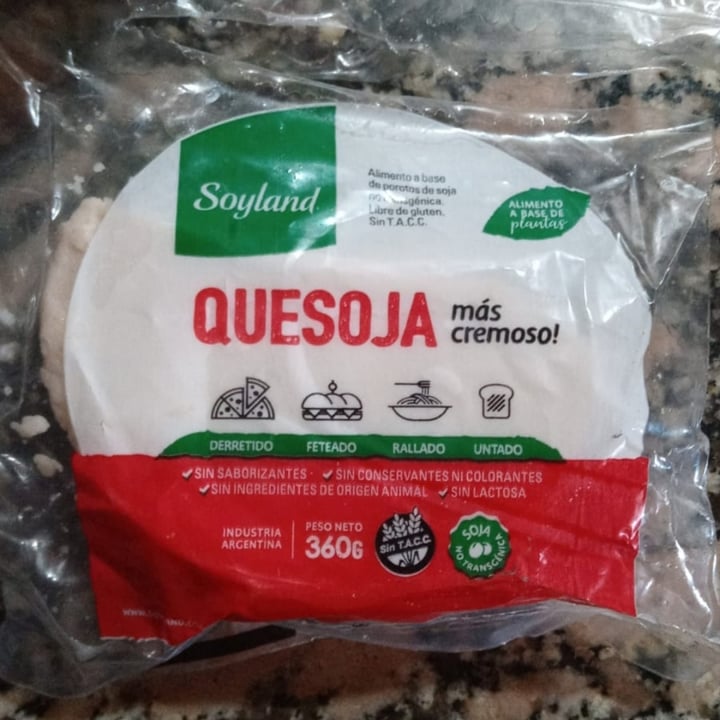 Soyland
Alimento a base
de porotos de soja
no
Libre de gluten.
Sin T.A.C.C.
ALIMENTO
A BASE DE
plantas
QUESOJA
más
cremoso!
DERRETIDO FETEADO RALLADO UNTADO
✓SIN SABORIZANTES · ✓SIN CONSERVANTES NI COLORANTES
✓SIN INGREDIENTES DE ORIGEN ANIMAL ✓SIN LACTOSA
INDUSTRIA
ARGENTINA
PESO NETO
360G
Sin T.A.C.C.
SOJA
NO TRANSGÉNICA